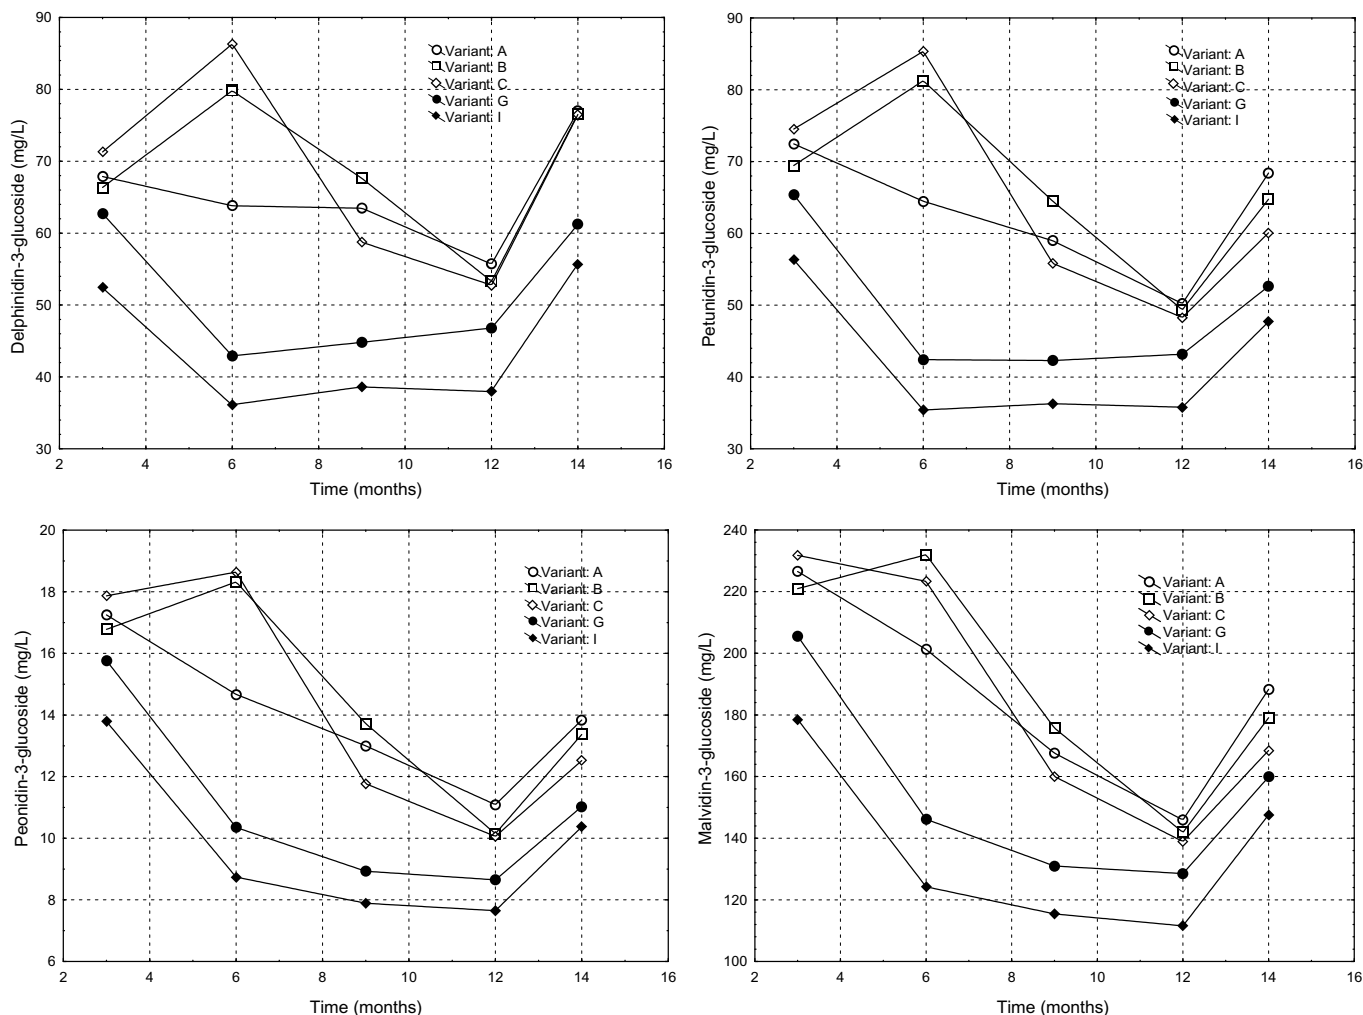 Delphinidin-3-glucoside (mg/L)
90
80
70
60
50
40
30
2 4 6 8 10 12 14 16
Time (months)
Variant: A
Variant: B
Variant: C
Variant: G
Variant: I
Petunidin-3-glucoside (mg/L)
90
80
70
60
50
40
30
2 4 6 8 10 12 14 16
Time (months)
Variant: A
Variant: B
Variant: C
Variant: G
Variant: I
Peonidin-3-glucoside (mg/L)
20
18
16
14
12
10
8
6
2 4 6 8 10 12 14 16
Time (months)
Variant: A
Variant: B
Variant: C
Variant: G
Variant: I
Malvidin-3-glucoside (mg/L)
240
220
200
180
160
140
120
100
2 4 6 8 10 12 14 16
Time (months)
Variant: A
Variant: B
Variant: C
Variant: G
Variant: I